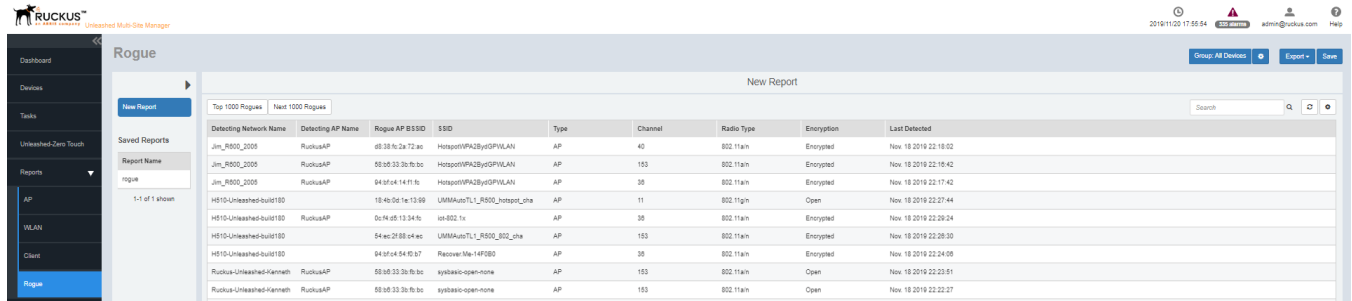 RUCKUS™
an ARRIS company Unleashed Multi-Site Manager
2019/11/20 17:55:54 335 alarms admin@ruckus.com Help
Dashboard
Devices
Tasks
Unleashed-Zero Touch
Reports
AP
WLAN
Client
Rogue
Rogue
Group: All Devices Export Save
New Report
Saved Reports
Report Name
rogue
1-1 of 1 shown
New Report
Top 1000 Rogues Next 1000 Rogues Search
Detecting Network Name Detecting AP Name Rogue AP BSSID SSID Type Channel Radio Type Encryption Last Detected
Jim_R600_2005 RuckusAP d8:38:fc:2a:72:ac HotspotWPA2BydGPWLAN AP 40 802.11a/n Encrypted Nov. 18 2019 22:18:02
Jim_R600_2005 RuckusAP 58:b6:33:3b:fb:bc HotspotWPA2BydGPWLAN AP 153 802.11a/n Encrypted Nov. 18 2019 22:16:42
Jim_R600_2005 RuckusAP 94:bf:c4:14:f1:fc HotspotWPA2BydGPWLAN AP 36 802.11a/n Encrypted Nov. 18 2019 22:17:42
H510-Unleashed-build180 18:4b:0d:1e:13:99 UMMAutoTL1_R500_hotspot_cha AP 11 802.11g/n Open Nov. 18 2019 22:27:44
H510-Unleashed-build180 RuckusAP 0c:f4:d5:13:34:fc iot-802.1x AP 36 802.11a/n Encrypted Nov. 18 2019 22:29:24
H510-Unleashed-build180 54:ec:2f:88:c4:ec UMMAutoTL1_R500_802_cha AP 153 802.11a/n Encrypted Nov. 18 2019 22:26:30
H510-Unleashed-build180 94:bf:c4:54:f0:b7 Recover.Me-14F0B0 AP 36 802.11a/n Encrypted Nov. 18 2019 22:24:06
Ruckus-Unleashed-Kenneth RuckusAP 58:b6:33:3b:fb:bc sysbasic-open-none AP 153 802.11a/n Open Nov. 18 2019 22:23:51
Ruckus-Unleashed-Kenneth RuckusAP 58:b6:33:3b:fb:bc sysbasic-open-none AP 153 802.11a/n Open Nov. 18 2019 22:22:27